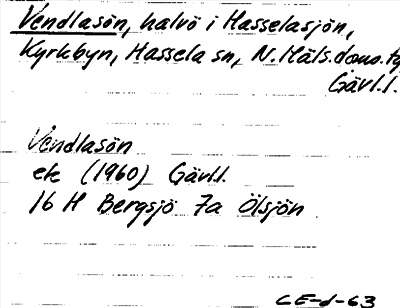 Vendlasön, halvö i Hasselasjön,
Kyrkbyn, Hassela sn, N. Häls. doms. tg
Gävl. l.
Vendlasön
ek (1960) Gävl.l.
16 H Bergsjö 7a Ölsjön
CE-d-63